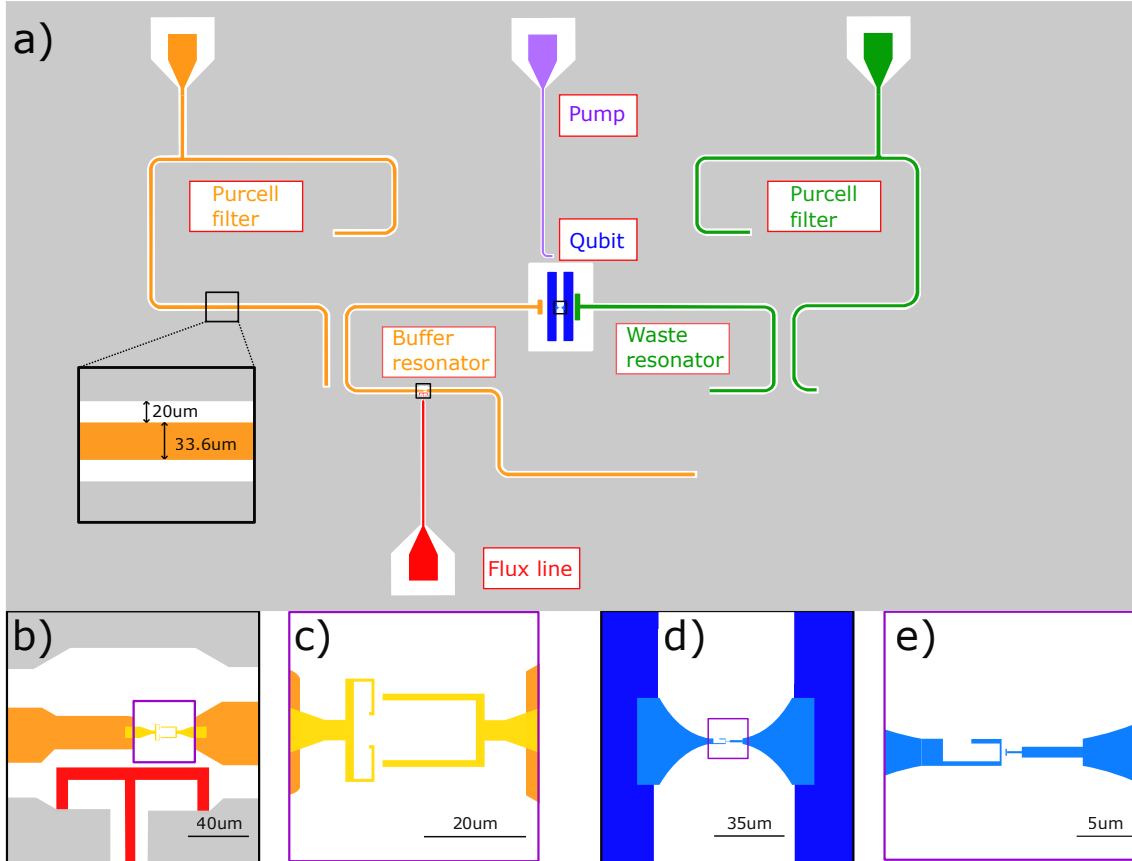 a)
Pump
Purcell
filter
Purcell
filter
Qubit
Buffer
resonator
Waste
resonator
20um
33.6um
Flux line
b)
40um
c)
20um
d)
35um
e)
5um